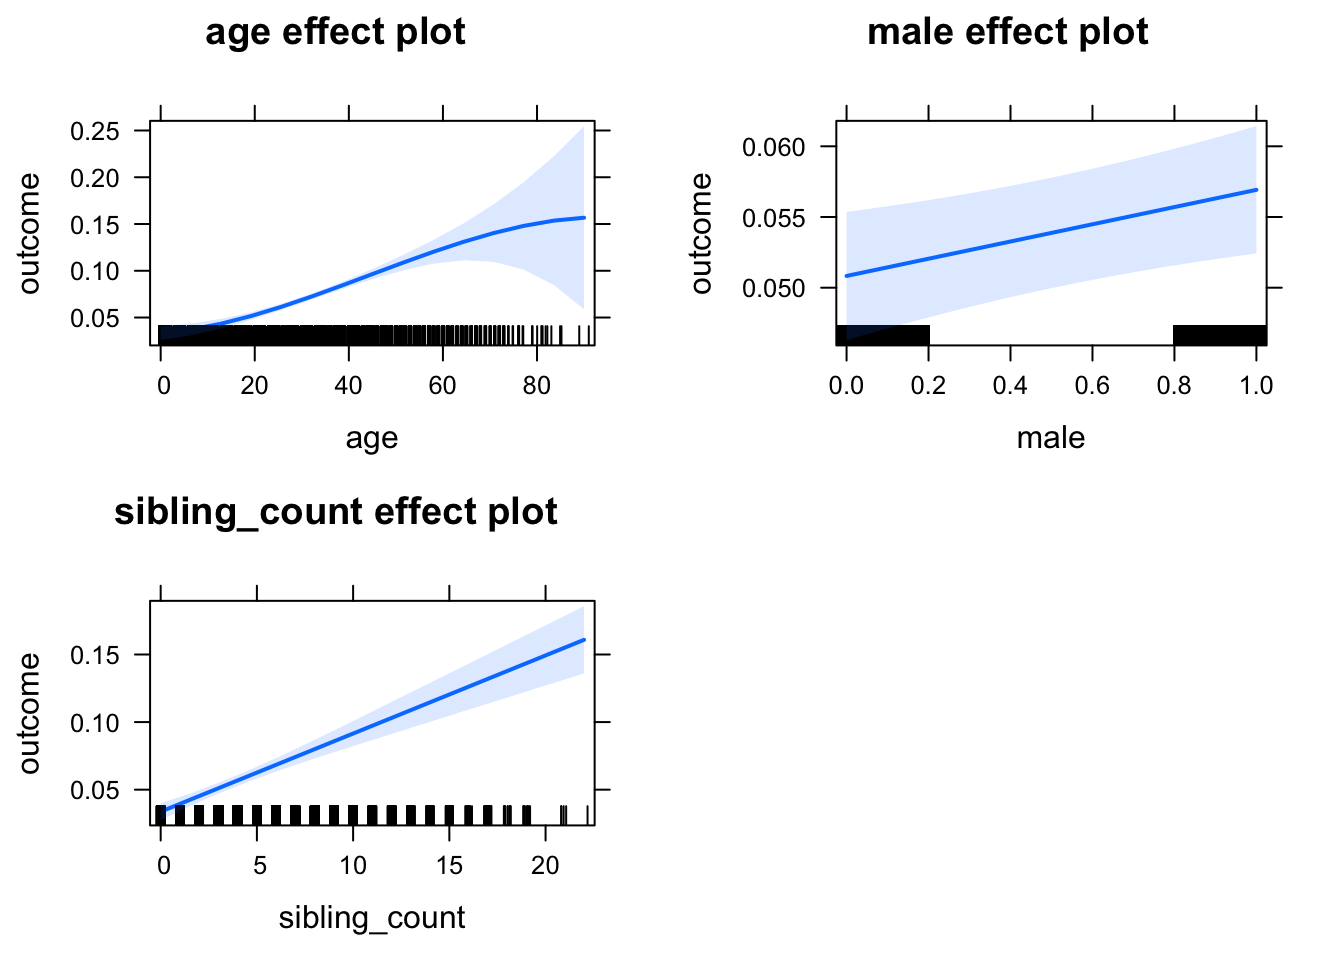 age effect plot
outcome
0.25
0.20
0.15
0.10
0.05
0 20 40 60 80
age
male effect plot
outcome
0.060
0.055
0.050
0.0 0.2 0.4 0.6 0.8 1.0
male
sibling_count effect plot
outcome
0.15
0.10
0.05
0 5 10 15 20
sibling_count